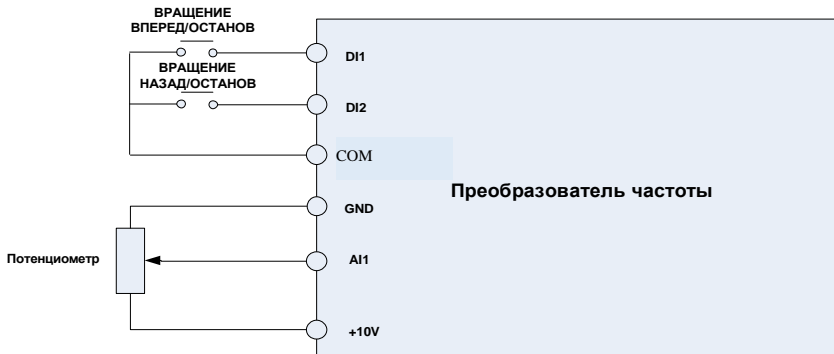 ВРАЩЕНИЕ
ВПЕРЕД/ОСТАНОВ
DI1
ВРАЩЕНИЕ
НАЗАД/ОСТАНОВ
DI2
COM
Преобразователь частоты
GND
Потенциометр
AI1
+10V